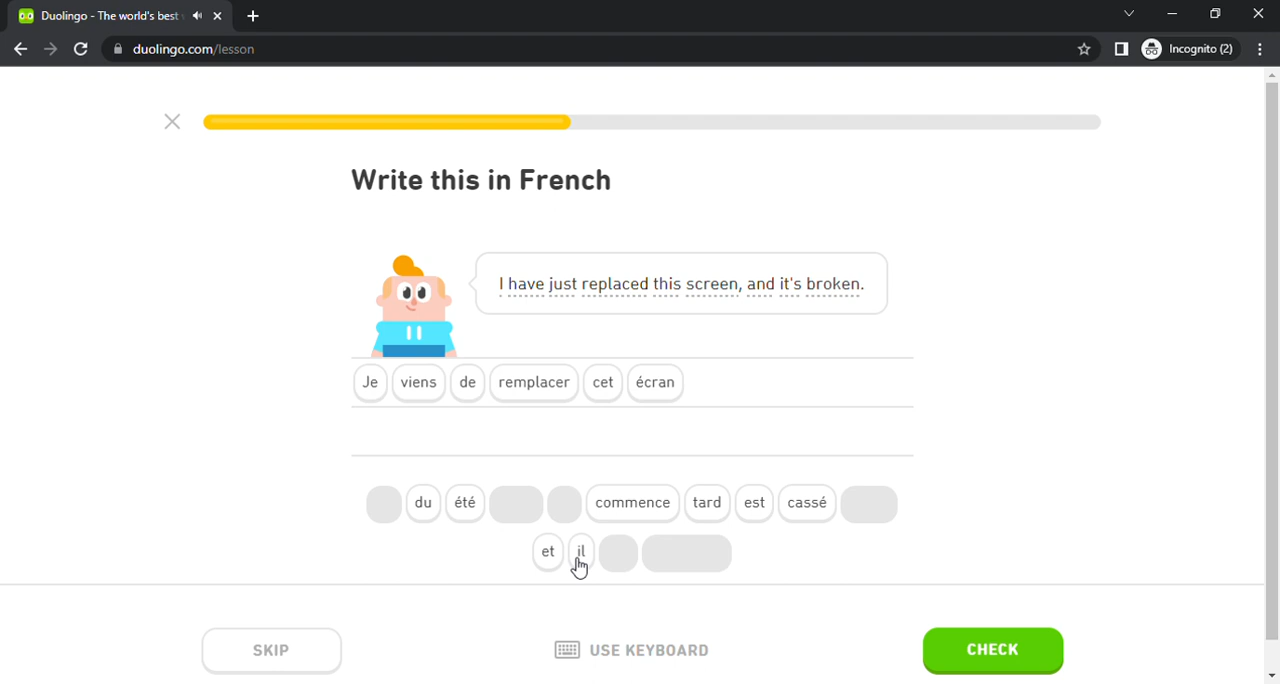 Duolingo - The world's best
duolingo.com/lesson
Incognito (2)
Write this in French
I have just replaced this screen, and it's broken.
Je viens de remplacer cet écran
du été commence tard est cassé
et il
SKIP
USE KEYBOARD
CHECK